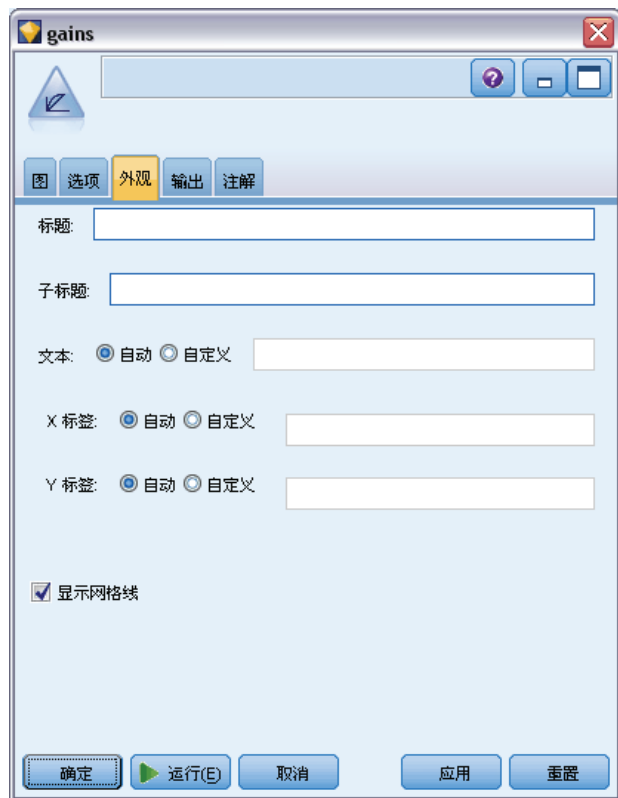 gains
图 选项 外观 输出 注解
标题:
子标题:
文本: 自动 自定义
X 标签: 自动 自定义
Y 标签: 自动 自定义
显示网格线
确定 运行(E) 取消 应用 重置